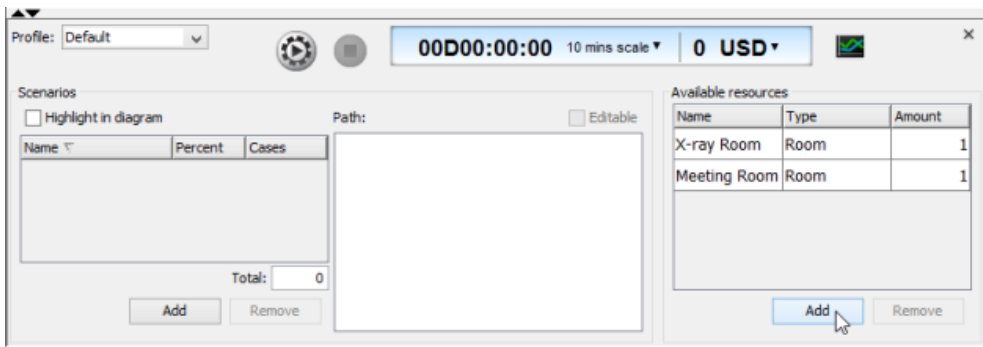 Profile: Default
00D00:00:00 10 mins scale 0 USD
Scenarios
Highlight in diagram
Name Percent Cases
Total: 0
Add Remove
Path: Editable
Available resources
Name Type Amount
X-ray Room Room 1
Meeting Room Room 1
Add Remove